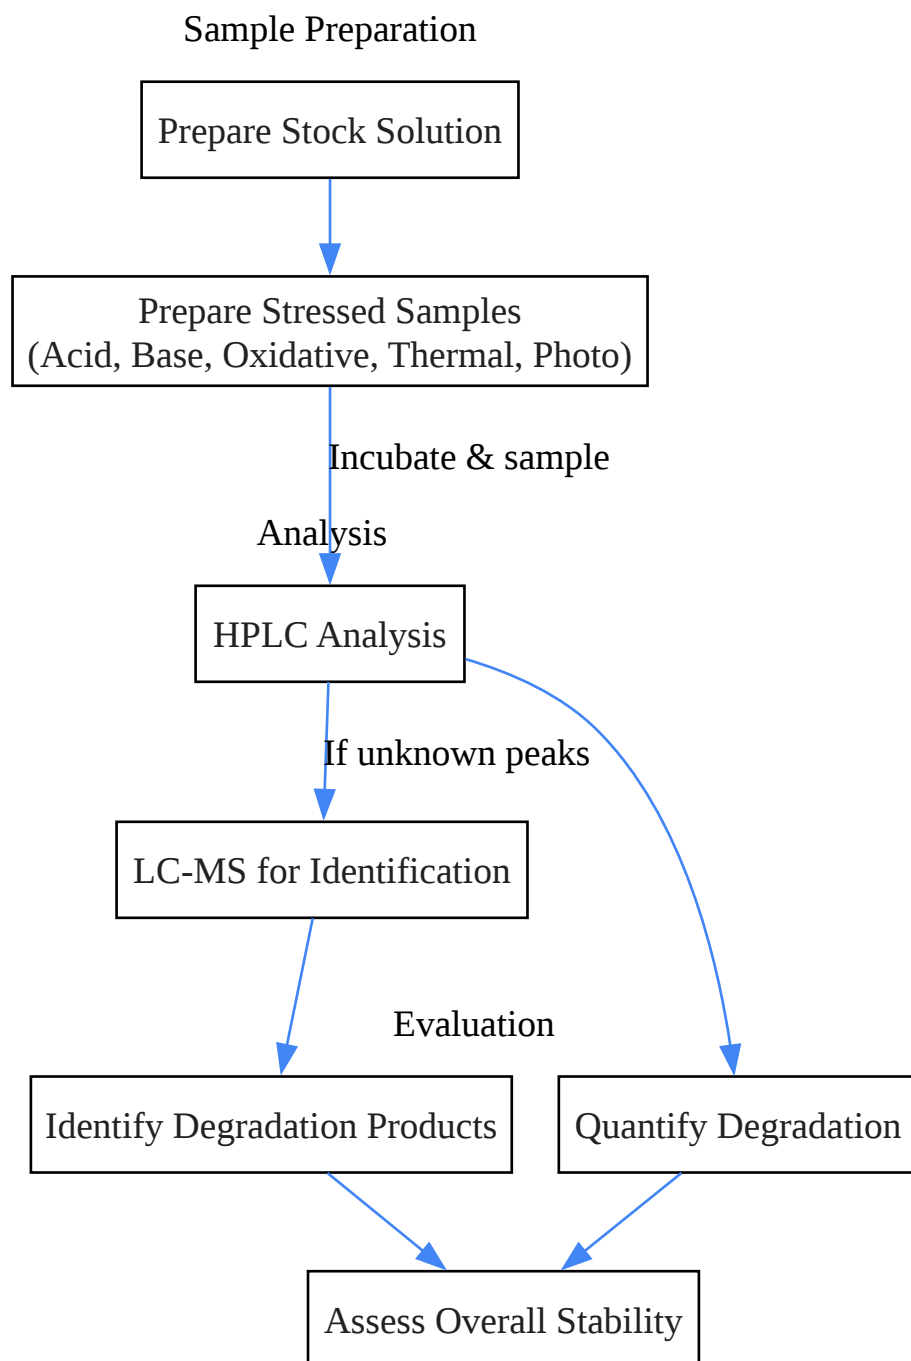 Sample Preparation
Prepare Stock Solution
Prepare Stressed Samples
(Acid, Base, Oxidative, Thermal, Photo)
Incubate & sample
Analysis
HPLC Analysis
If unknown peaks
LC-MS for Identification
Evaluation
Identify Degradation Products
Quantify Degradation
Assess Overall Stability